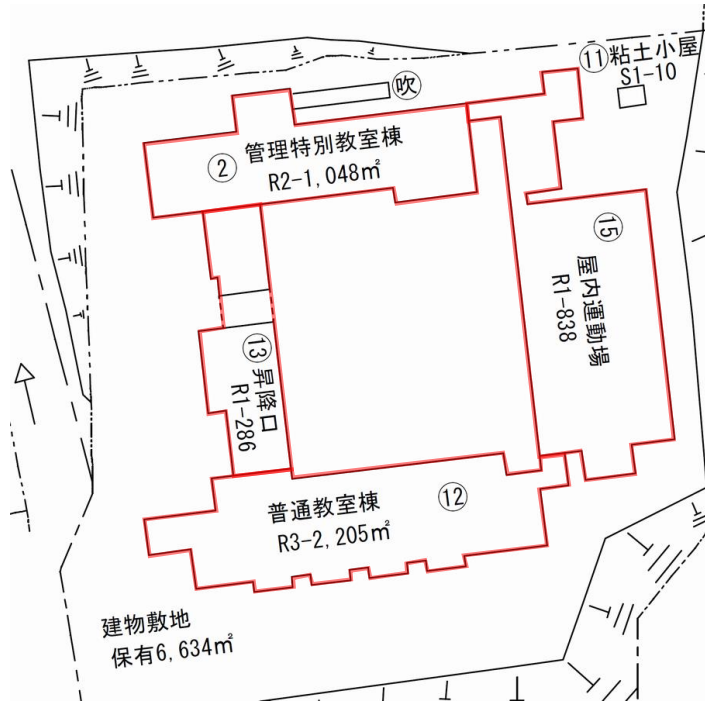 ⑪粘土小屋
S1-10
吹
② 管理特別教室棟
R2-1,048㎡
⑮
屋内運動場
R1-838
⑬昇降口
R1-286
普通教室棟 ⑫
R3-2,205㎡
建物敷地
保有6,634㎡